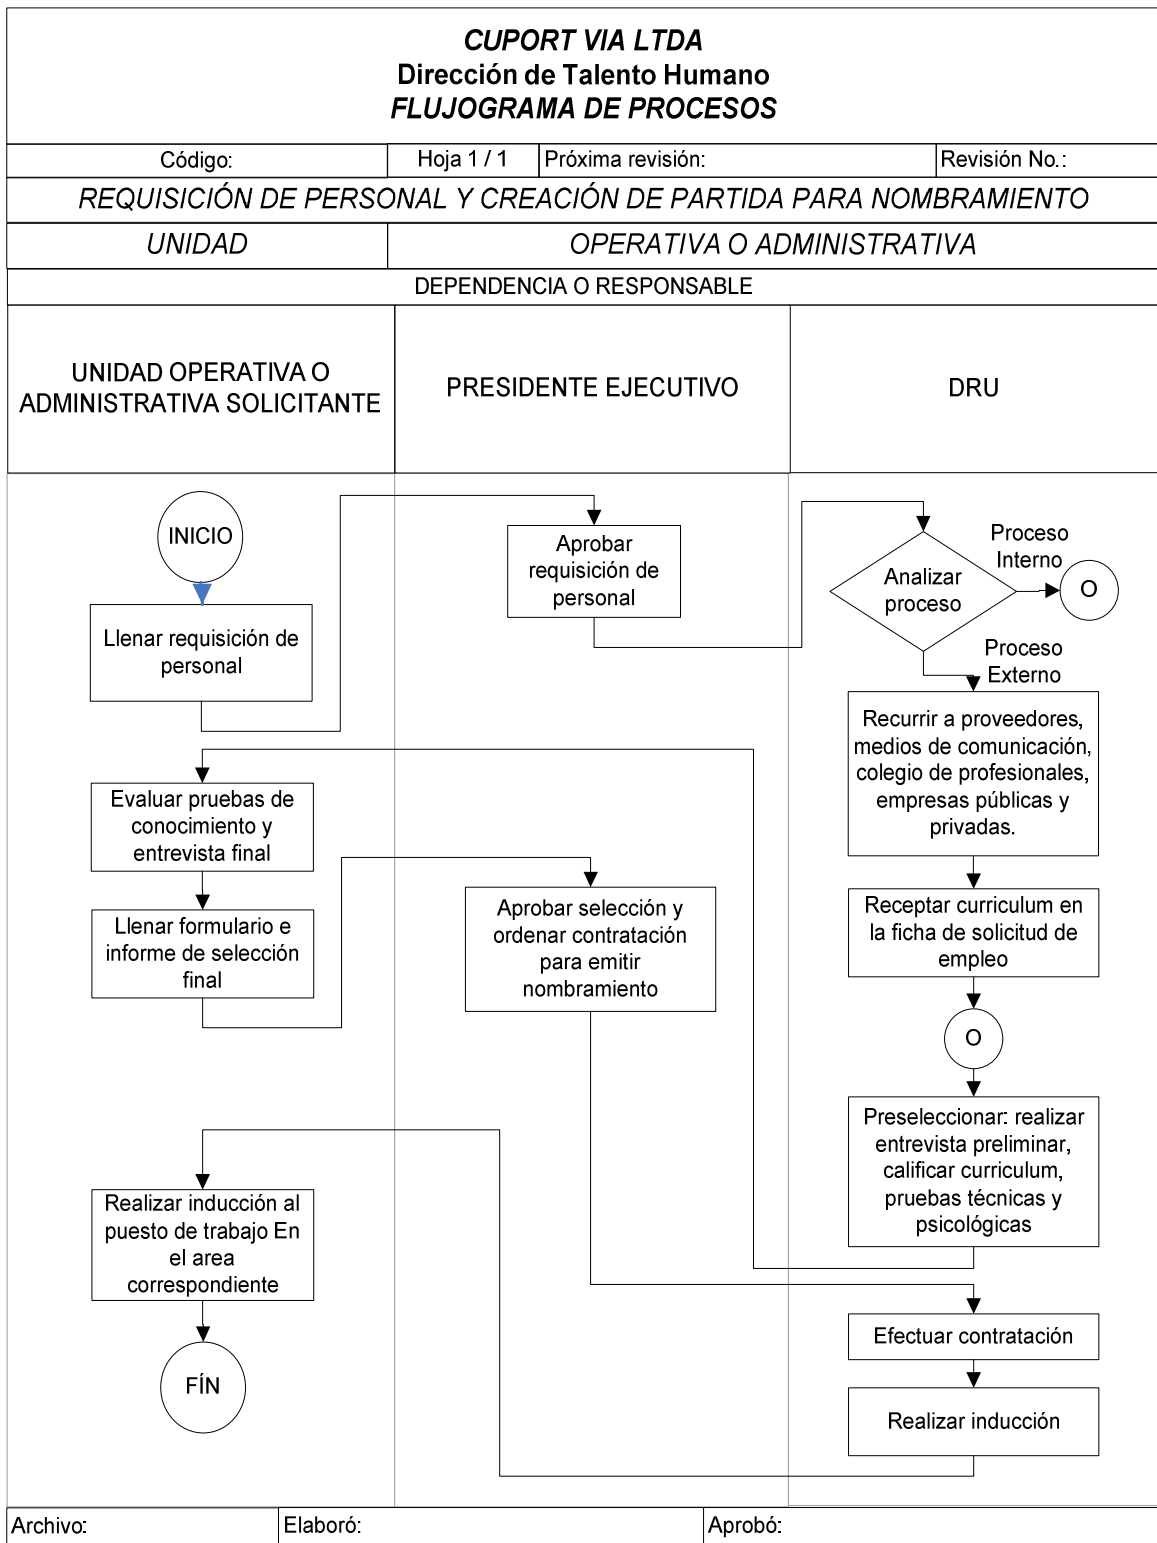 CUPORT VIA LTDA
Dirección de Talento Humano
FLUJOGRAMA DE PROCESOS
Código:
Hoja 1 / 1
Próxima revisión:
Revisión No.:
REQUISICIÓN DE PERSONAL Y CREACIÓN DE PARTIDA PARA NOMBRAMIENTO
UNIDAD
OPERATIVA O ADMINISTRATIVA
DEPENDENCIA O RESPONSABLE
UNIDAD OPERATIVA O
ADMINISTRATIVA SOLICITANTE
PRESIDENTE EJECUTIVO
DRU
INICIO
Llenar requisición de
personal
Aprobar
requisición de
personal
Analizar
proceso
Proceso
Interno
O
Proceso
Externo
Recurrir a proveedores,
medios de comunicación,
colegio de profesionales,
empresas públicas y
privadas.
Receptar curriculum en
la ficha de solicitud de
empleo
O
Preseleccionar: realizar
entrevista preliminar,
calificar curriculum,
pruebas técnicas y
psicológicas
Evaluar pruebas de
conocimiento y
entrevista final
Llenar formulario e
informe de selección
final
Aprobar selección y
ordenar contratación
para emitir
nombramiento
Efectuar contratación
Realizar inducción
Realizar inducción al
puesto de trabajo En
el area
correspondiente
FÍN
Archivo:
Elaboró:
Aprobó: